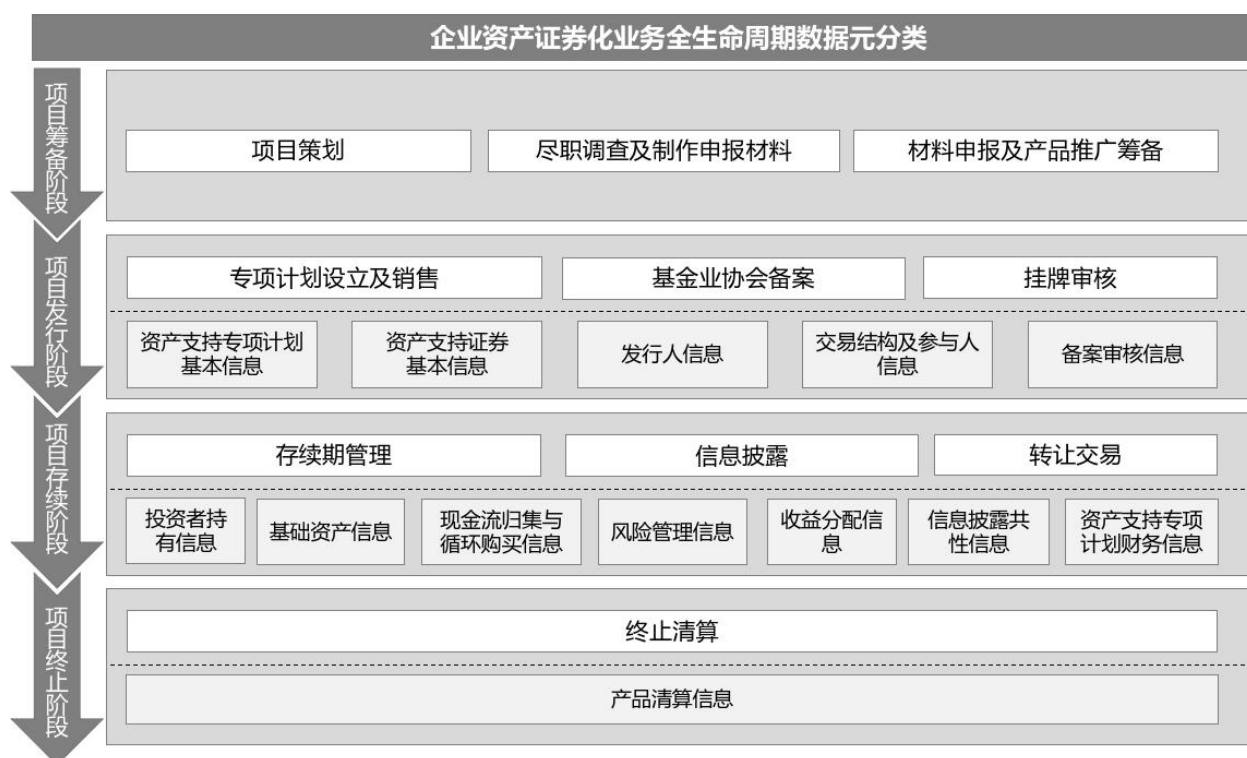 企业资产证券化业务全生命周期数据元分类
项目筹备阶段
项目策划
尽职调查及制作申报材料
材料申报及产品推广筹备
项目发行阶段
专项计划设立及销售
基金业协会备案
挂牌审核
资产支持专项计划
基本信息
资产支持证券
基本信息
发行人信息
交易结构及参与人
信息
备案审核信息
项目存续阶段
存续期管理
信息披露
转让交易
投资者持
有信息
基础资产信息
现金流归集与
循环购买信息
风险管理信息
收益分配信
息
信息披露共
性信息
资产支持专项
计划财务信息
项目终止阶段
终止清算
产品清算信息